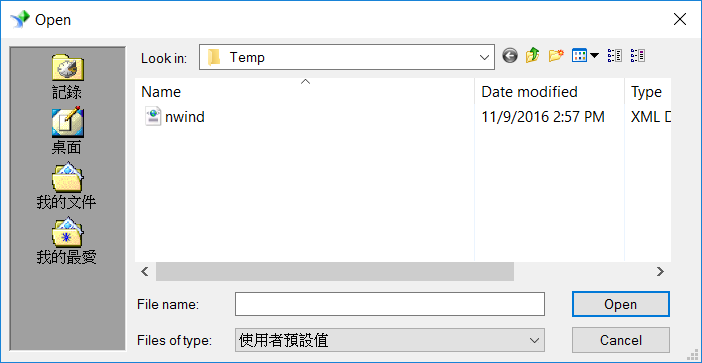 Open
記錄
桌面
我的文件
我的最愛
Look in: Temp
Name Date modified Type
nwind 11/9/2016 2:57 PM XML D
File name: Open
Files of type: 使用者預設值 Cancel